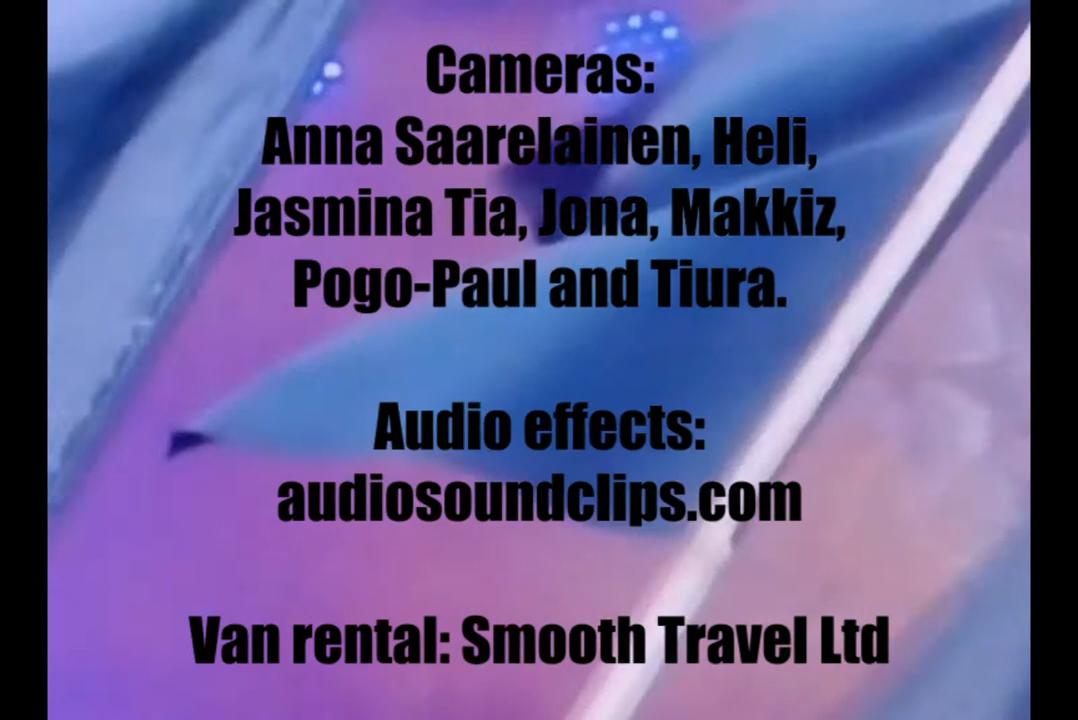 Cameras:
Anna Saarelainen, Heli,
Jasmina Tia, Jona, Makkiz,
Pogo-Paul and Tiura.
Audio effects:
audiosoundclips.com
Van rental: Smooth Travel Ltd